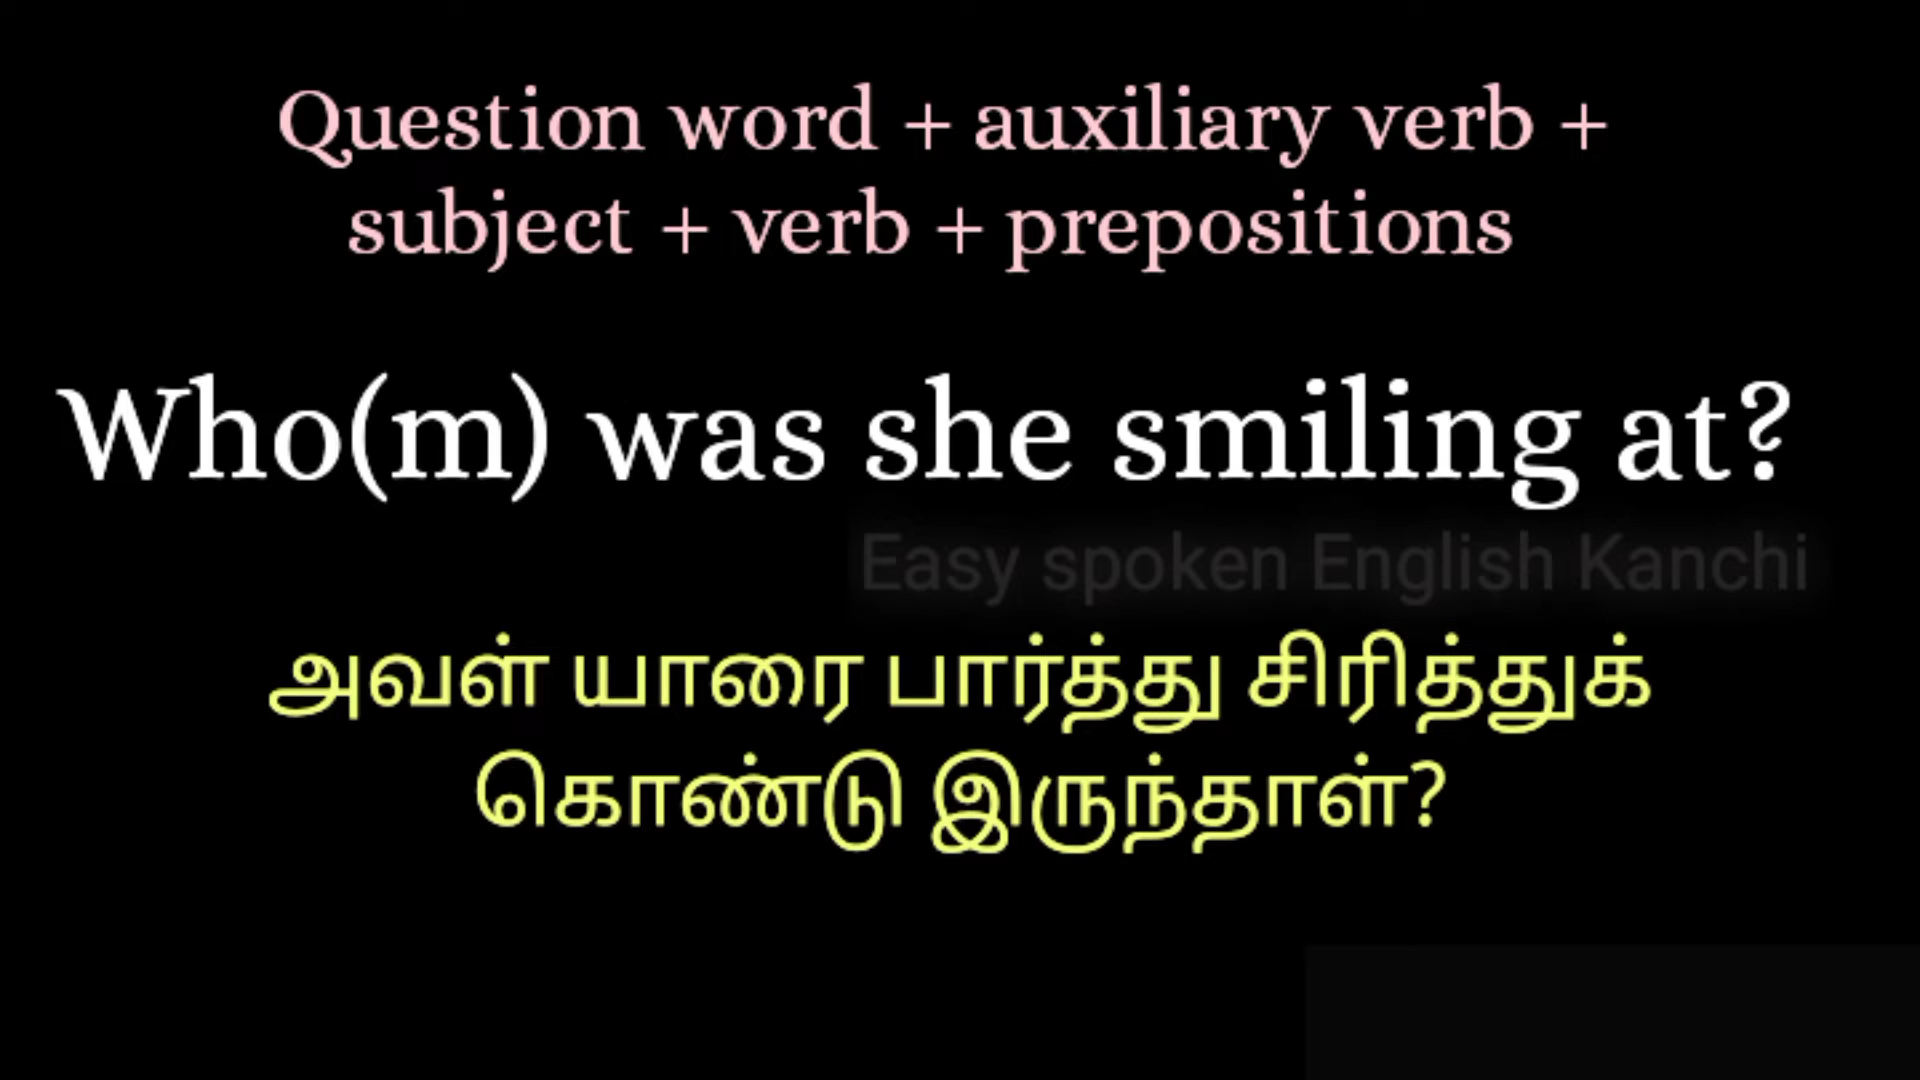 Question word + auxiliary verb +
subject + verb + prepositions
Who(m) was she smiling at?
Easy spoken English Kanchi
அவள் யாரை பார்த்து சிரித்துக்
கொண்டு இருந்தாள்?